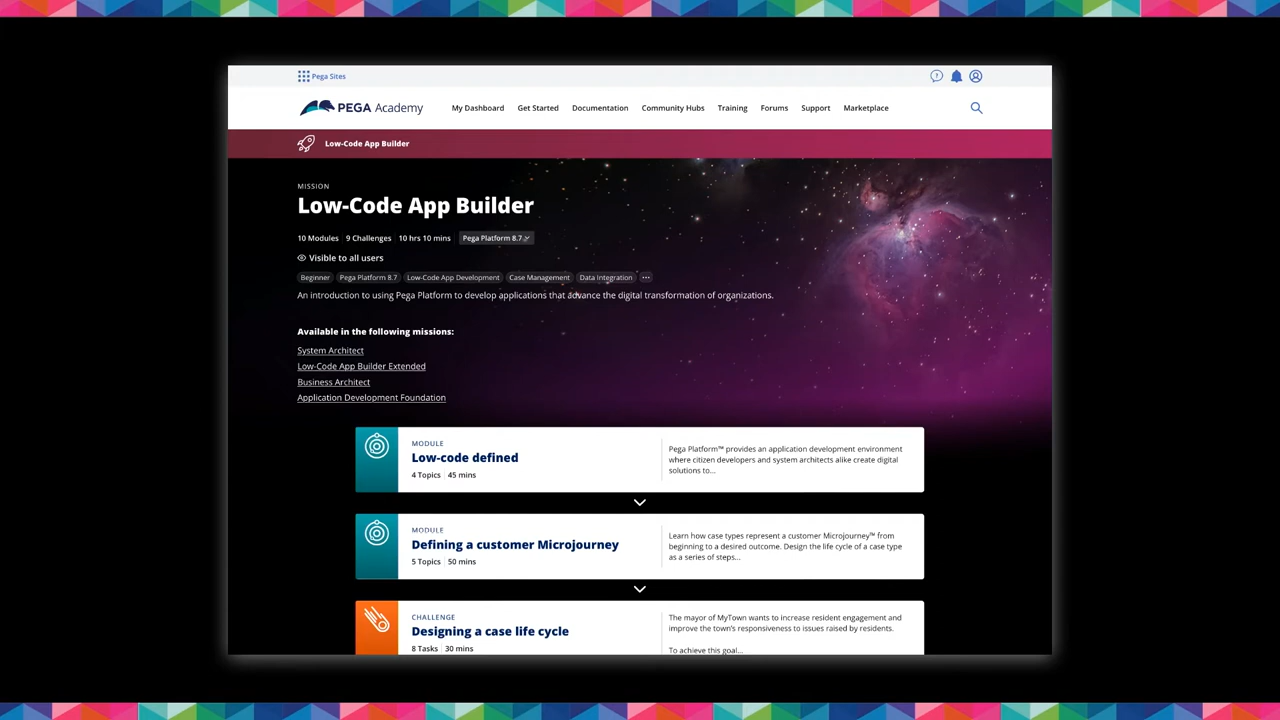 Pega Sites
PEGA Academy
My Dashboard Get Started Documentation Community Hubs Training Forums Support Marketplace
Low-Code App Builder
MISSION
Low-Code App Builder
10 Modules 9 Challenges 10 hrs 10 mins Pega Platform 8.7
Visible to all users
Beginner Pega Platform 8.7 Low-Code App Development Case Management Data Integration ...
An introduction to using Pega Platform to develop applications that advance the digital transformation of organizations.
Available in the following missions:
System Architect
Low-Code App Builder Extended
Business Architect
Application Development Foundation
MODULE
Low-code defined
4 Topics 45 mins
Pega Platform™ provides an application development environment
where citizen developers and system architects alike create digital
solutions to...
MODULE
Defining a customer Microjourney
5 Topics 50 mins
Learn how case types represent a customer Microjourney™ from
beginning to a desired outcome. Design the life cycle of a case type
as a series of steps...
CHALLENGE
Designing a case life cycle
8 Tasks 30 mins
The mayor of MyTown wants to increase resident engagement and
improve the town's responsiveness to issues raised by residents.
To achieve this goal...